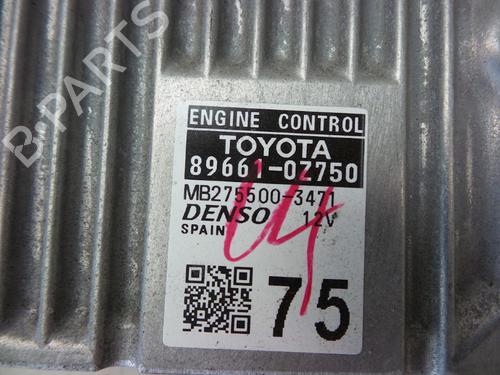 B-PARTS
ENGINE CONTROL
TOYOTA
89661-0Z750
MB275500-3471
DENSO 12V
SPAIN
75